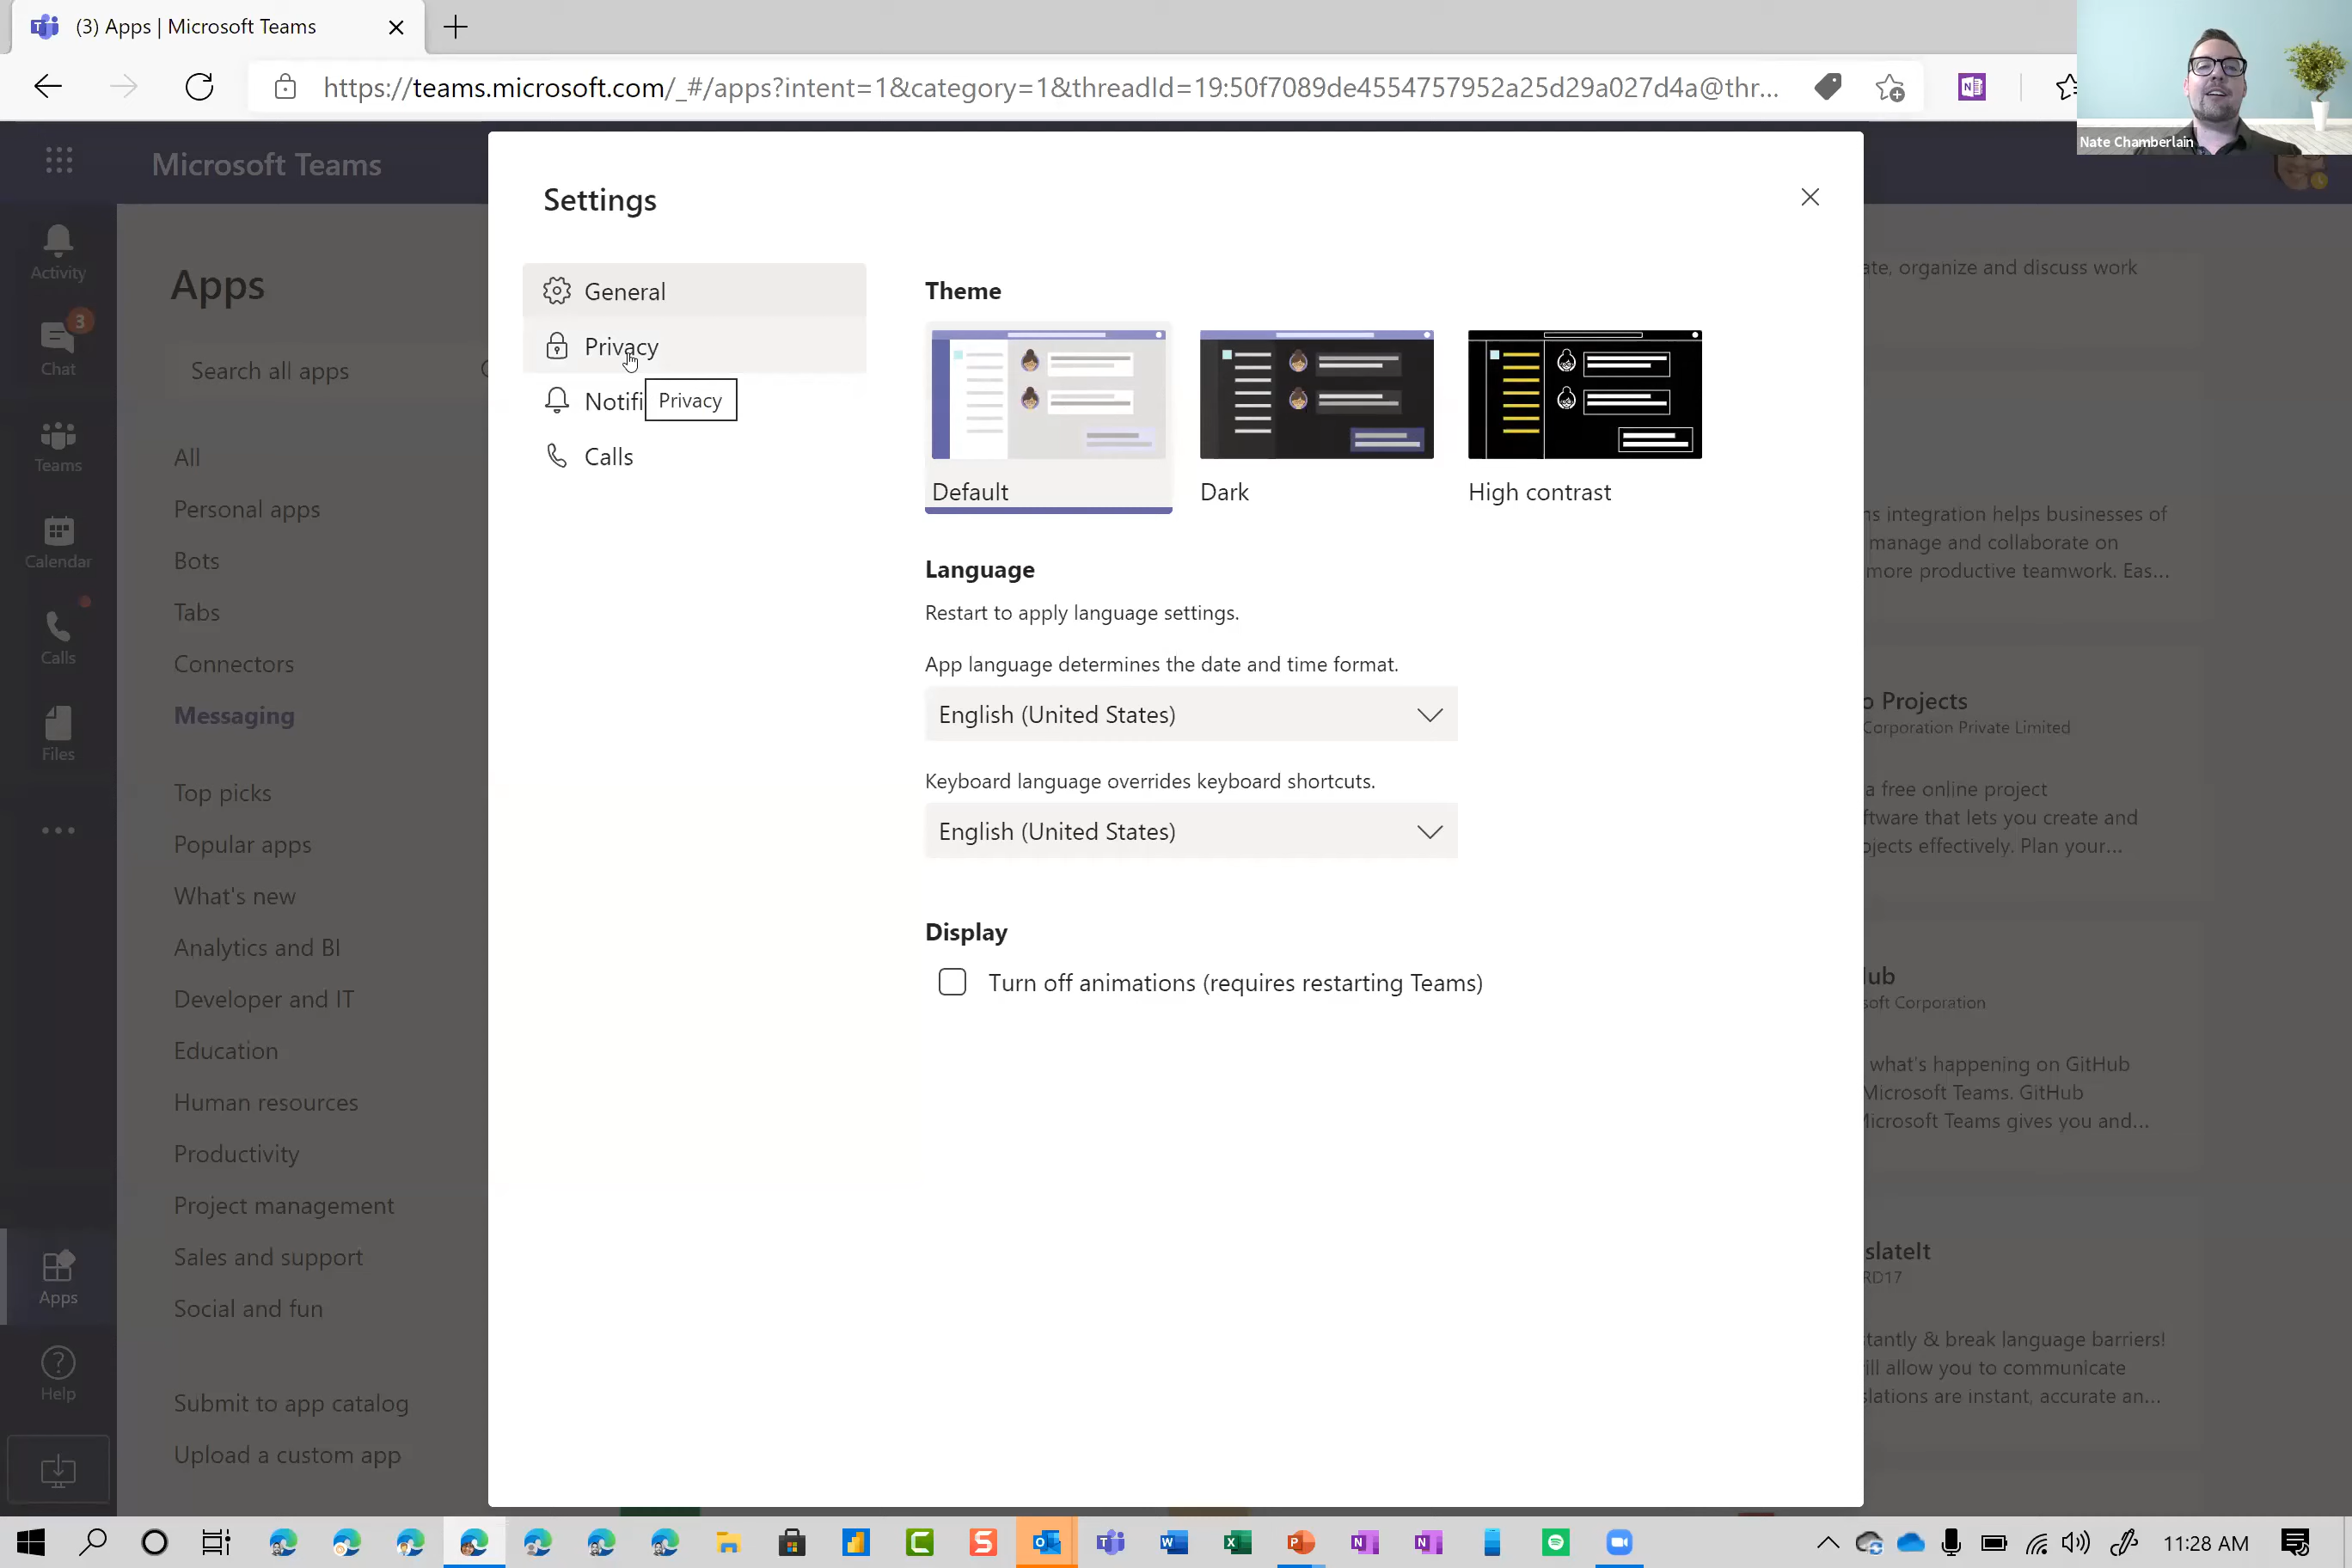 (3) Apps | Microsoft Teams
https://teams.microsoft.com/_#/apps?intent=1&category=1&threadId=19:50f7089de4554757952a25d29a027d4a@thr...
Nate Chamberlain
Microsoft Teams
Settings
Activity
Chat
3
Teams
Calendar
Calls
Files
Apps
Help
Apps
Search all apps
All
Personal apps
Bots
Tabs
Connectors
Messaging
Top picks
Popular apps
What's new
Analytics and BI
Developer and IT
Education
Human resources
Productivity
Project management
Sales and support
Social and fun
Submit to app catalog
Upload a custom app
General
Privacy
Notifi
Privacy
Calls
Theme
Default
Dark
High contrast
Language
Restart to apply language settings.
App language determines the date and time format.
English (United States)
Keyboard language overrides keyboard shortcuts.
English (United States)
Display
Turn off animations (requires restarting Teams)
ate, organize and discuss work
ns integration helps businesses of
manage and collaborate on
more productive teamwork. Eas...
o Projects
Corporation Private Limited
a free online project
ftware that lets you create and
ojects effectively. Plan your...
lub
soft Corporation
what's happening on GitHub
Microsoft Teams. GitHub
Microsoft Teams gives you and...
slateIt
RD17
stantly & break language barriers!
ill allow you to communicate
slations are instant, accurate an...
11:28 AM